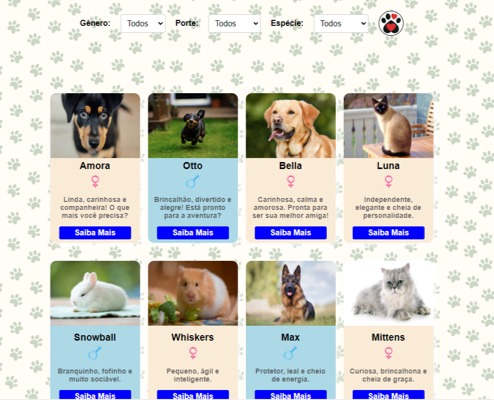 Gênero: Todos Porte: Todos Espécie: Todos
Amora
Linda, carinhosa e
companheira! O que
mais você precisa?
Saiba Mais
Otto
Brincalhão, divertido e
alegre! Está pronto
para a aventura?
Saiba Mais
Bella
Carinhosa, calma e
amorosa. Pronta para
ser sua melhor amiga!
Saiba Mais
Luna
Independente,
elegante e cheia de
personalidade.
Saiba Mais
Snowball
Branquinho, fofinho e
muito sociável.
Saiba Mais
Whiskers
Pequeno, ágil e
inteligente.
Saiba Mais
Max
Protetor, leal e cheio
de energia.
Saiba Mais
Mittens
Curiosa, brincalhona e
cheia de graça.
Saiba Mais